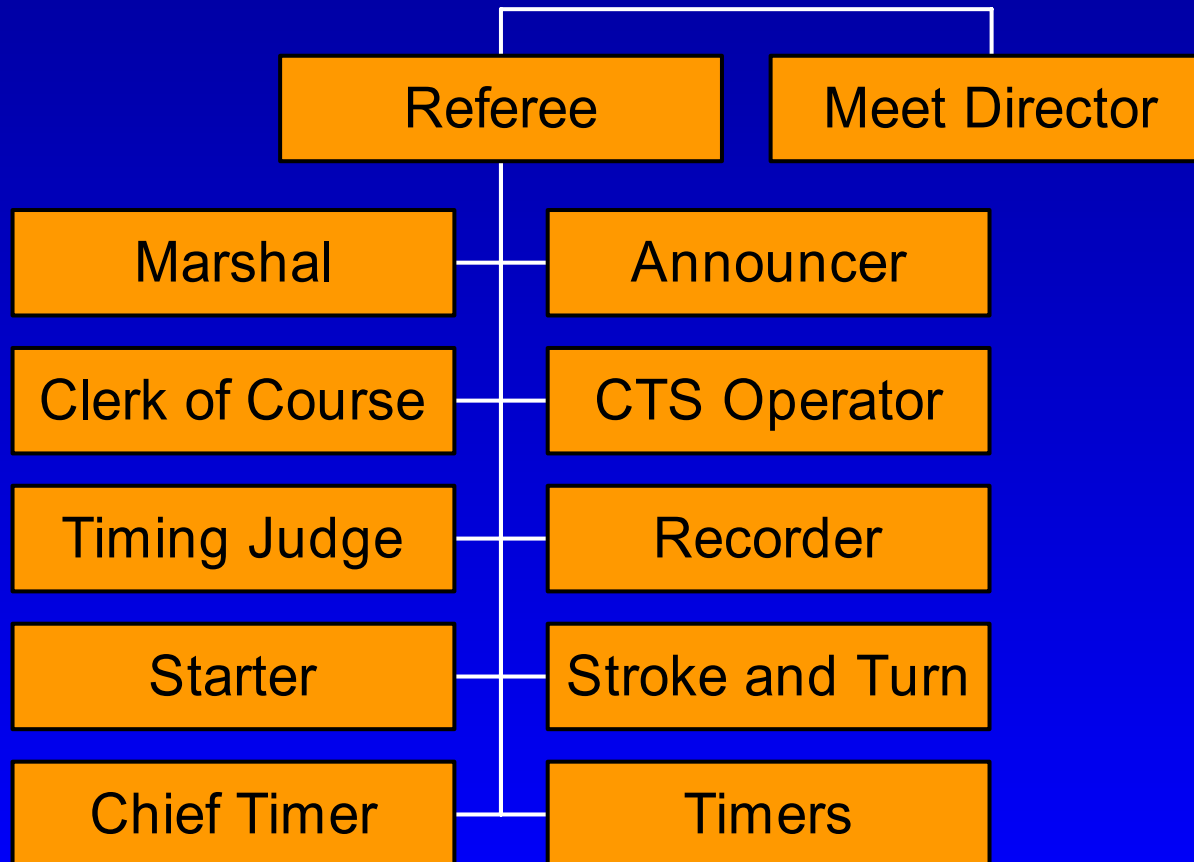 Referee
Meet Director
Marshal
Announcer
Clerk of Course
CTS Operator
Timing Judge
Recorder
Starter
Stroke and Turn
Chief Timer
Timers